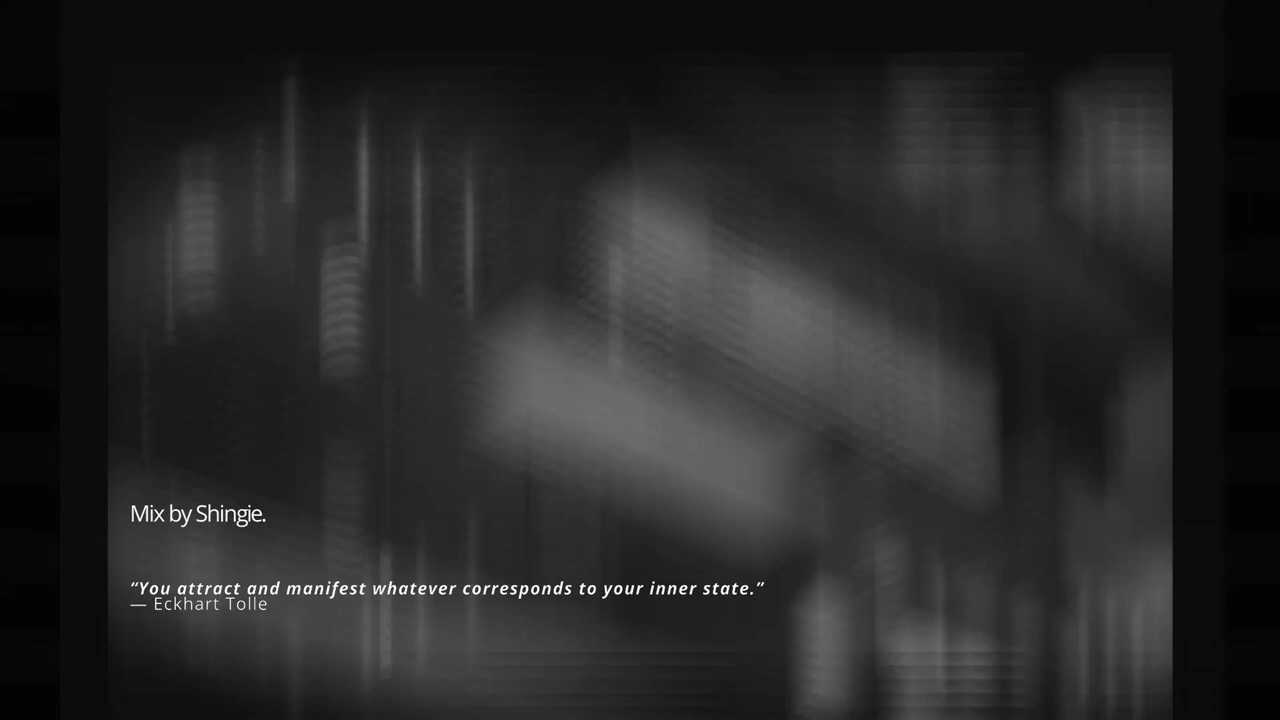 Mix by Shingie.
“You attract and manifest whatever corresponds to your inner state.”
— Eckhart Tolle